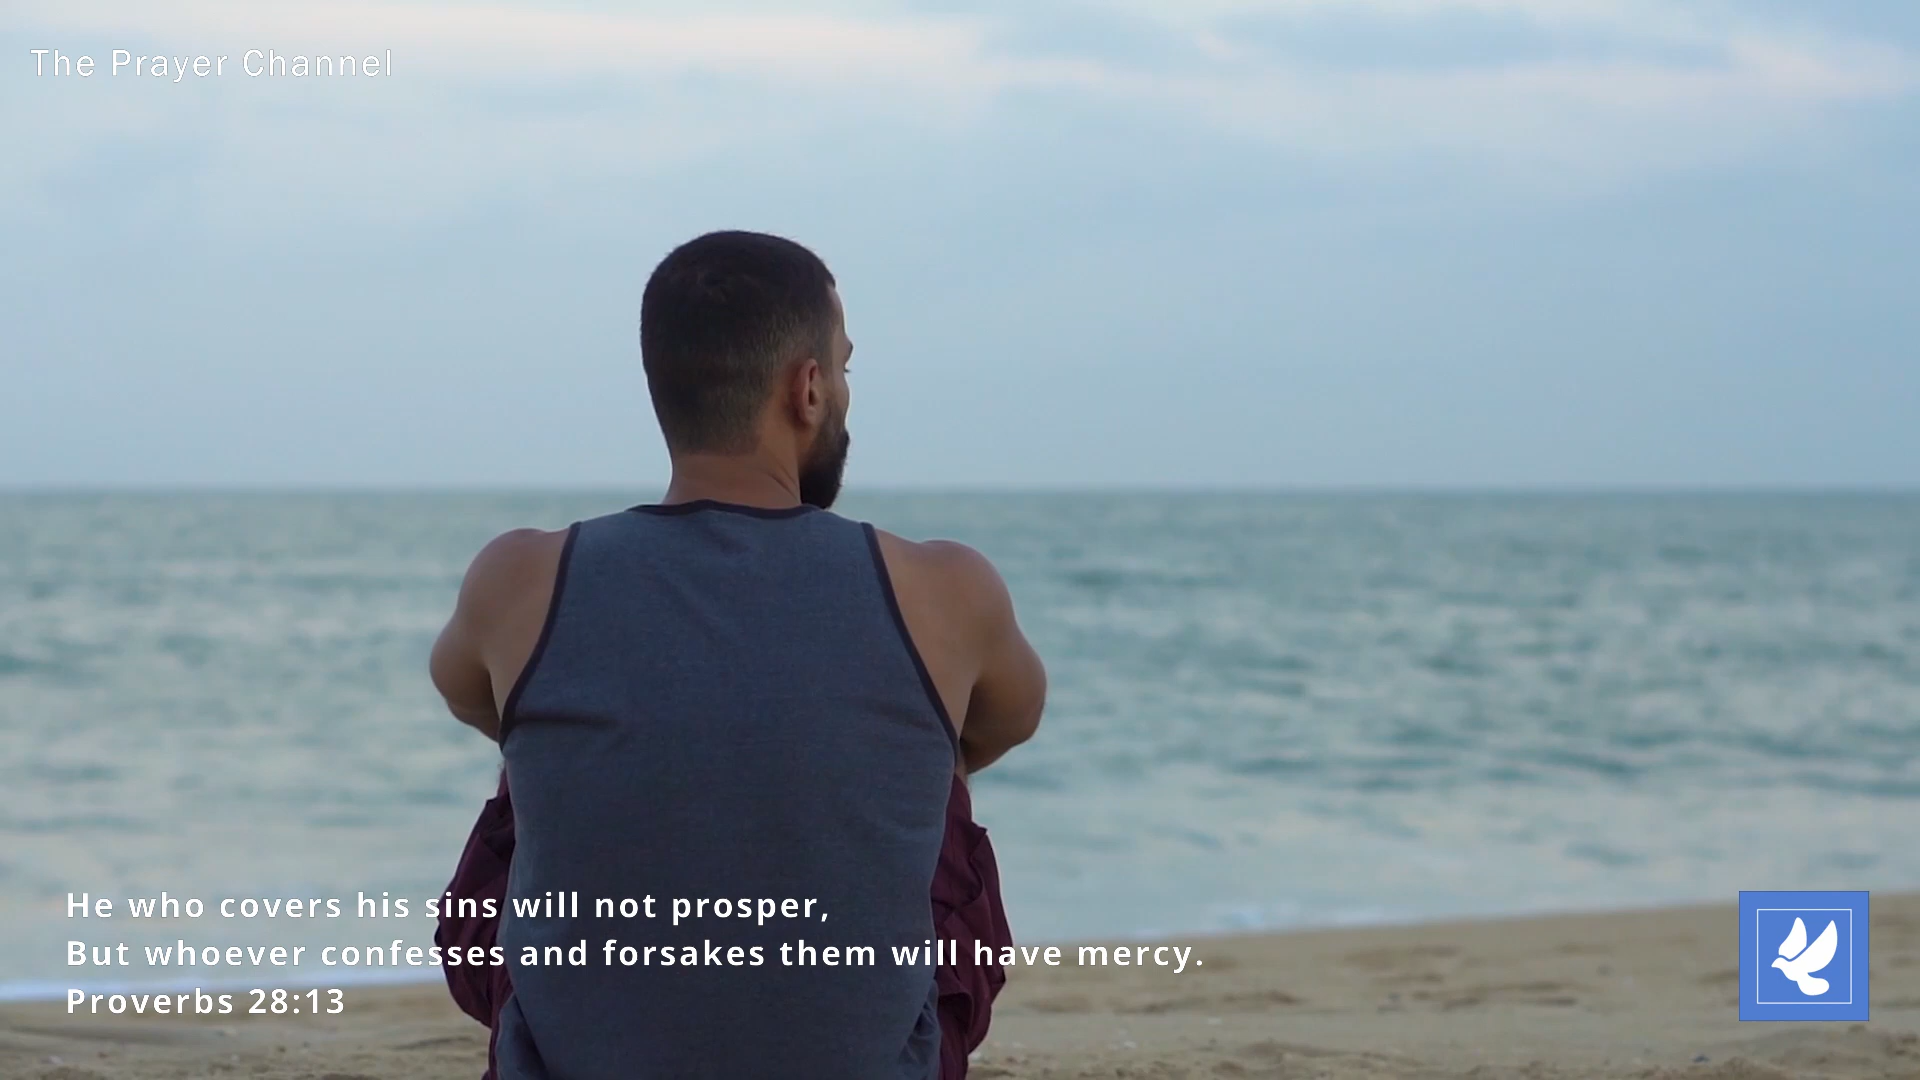 The Prayer Channel
He who covers his sins will not prosper,
But whoever confesses and forsakes them will have mercy.
Proverbs 28:13